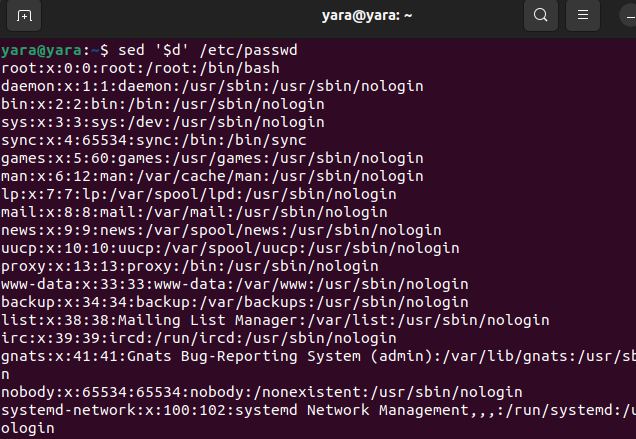 yara@yara: ~
yara@yara:~$ sed '$d' /etc/passwd
root:x:0:0:root:/root:/bin/bash
daemon:x:1:1:daemon:/usr/sbin:/usr/sbin/nologin
bin:x:2:2:bin:/bin:/usr/sbin/nologin
sys:x:3:3:sys:/dev:/usr/sbin/nologin
sync:x:4:65534:sync:/bin:/bin/sync
games:x:5:60:games:/usr/games:/usr/sbin/nologin
man:x:6:12:man:/var/cache/man:/usr/sbin/nologin
lp:x:7:7:lp:/var/spool/lpd:/usr/sbin/nologin
mail:x:8:8:mail:/var/mail:/usr/sbin/nologin
news:x:9:9:news:/var/spool/news:/usr/sbin/nologin
uucp:x:10:10:uucp:/var/spool/uucp:/usr/sbin/nologin
proxy:x:13:13:proxy:/bin:/usr/sbin/nologin
www-data:x:33:33:www-data:/var/www:/usr/sbin/nologin
backup:x:34:34:backup:/var/backups:/usr/sbin/nologin
list:x:38:38:Mailing List Manager:/var/list:/usr/sbin/nologin
irc:x:39:39:ircd:/run/ircd:/usr/sbin/nologin
gnats:x:41:41:Gnats Bug-Reporting System (admin):/var/lib/gnats:/usr/sb
n
nobody:x:65534:65534:nobody:/nonexistent:/usr/sbin/nologin
systemd-network:x:100:102:systemd Network Management,,,:/run/systemd:/u
ologin